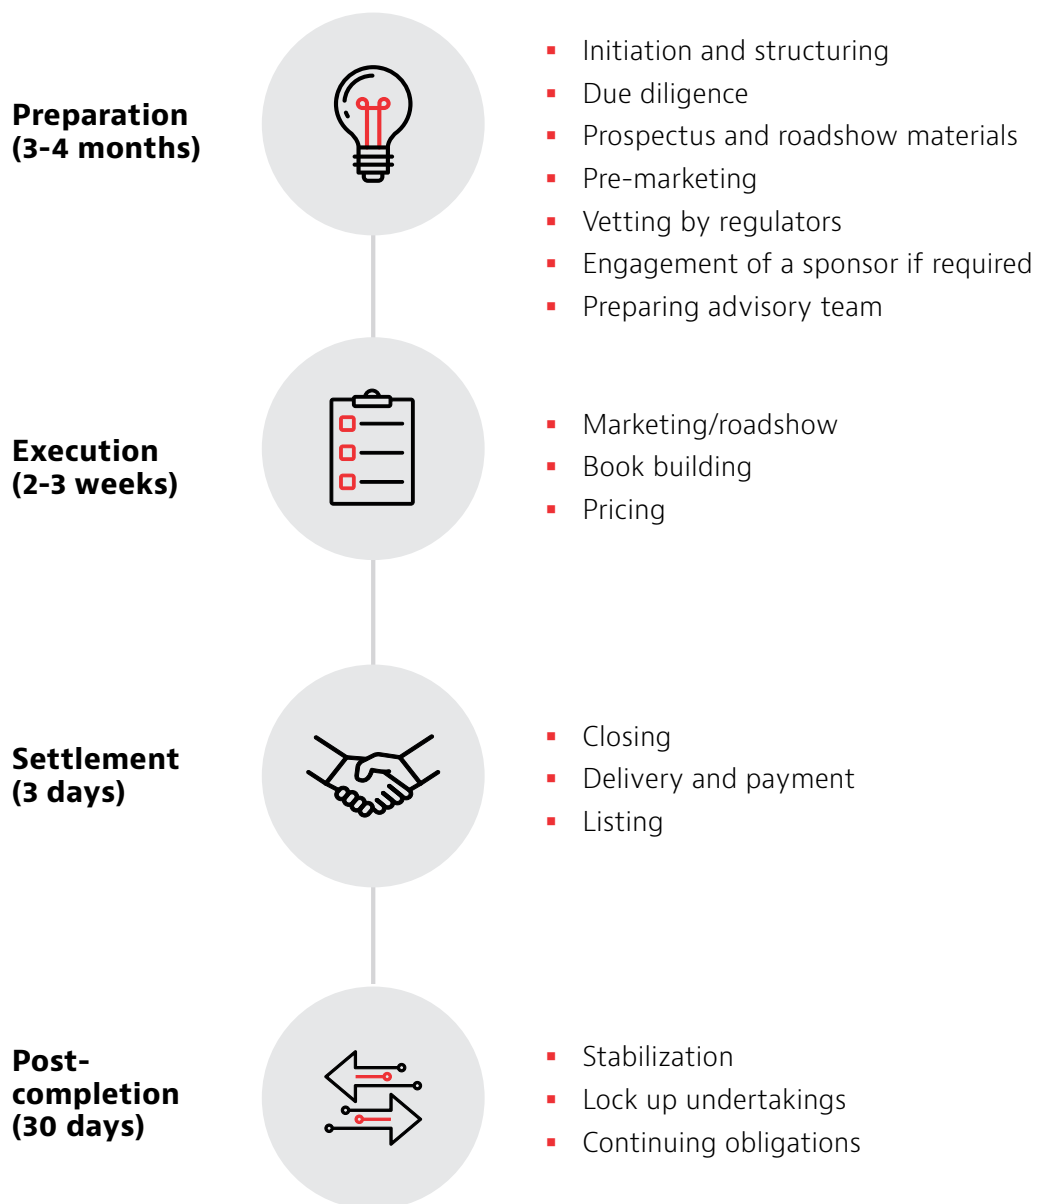 Preparation
(3-4 months)
Initiation and structuring
Due diligence
Prospectus and roadshow materials
Pre-marketing
Vetting by regulators
Engagement of a sponsor if required
Preparing advisory team
Execution
(2-3 weeks)
Marketing/roadshow
Book building
Pricing
Settlement
(3 days)
Closing
Delivery and payment
Listing
Post-
completion
(30 days)
Stabilization
Lock up undertakings
Continuing obligations